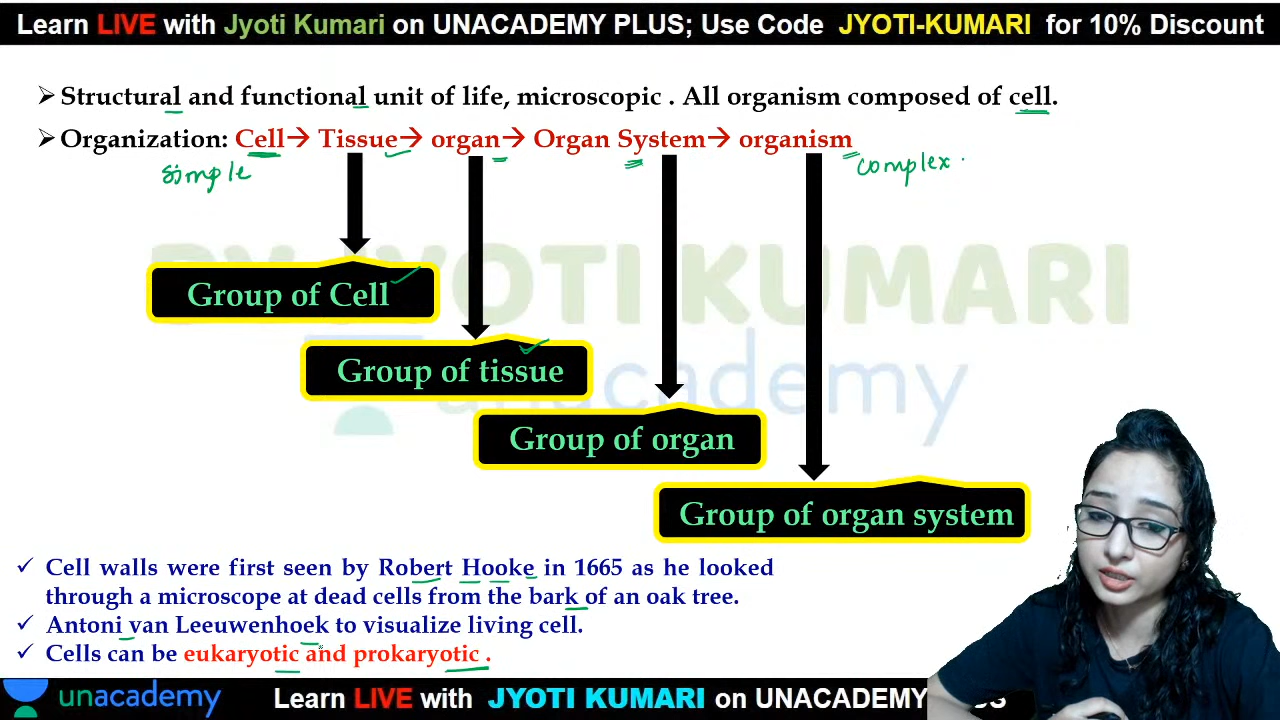 Learn LIVE with Jyoti Kumari on UNACADEMY PLUS; Use Code JYOTI-KUMARI for 10% Discount
➢ Structural and functional unit of life, microscopic . All organism composed of cell.
➢ Organization: Cell→ Tissue→ organ→ Organ System→ organism
simple
complex
BY JYOTI KUMARI
unacademy
Group of Cell
Group of tissue
Group of organ
Group of organ system
✓ Cell walls were first seen by Robert Hooke in 1665 as he looked
through a microscope at dead cells from the bark of an oak tree.
✓ Antoni van Leeuwenhoek to visualize living cell.
✓ Cells can be eukaryotic and prokaryotic .
unacademy
Learn LIVE with JYOTI KUMARI on UNACADEMY